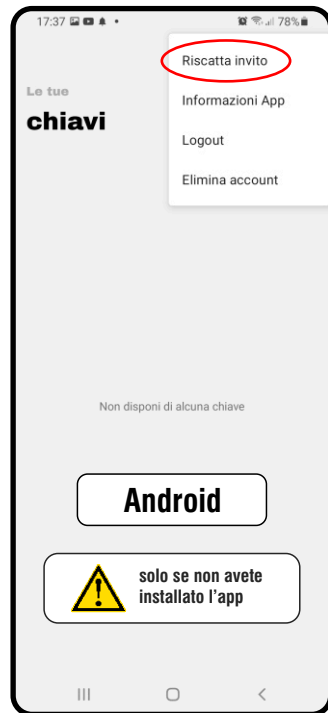 17:37
78%
Riscatta invito
Le tue
Informazioni App
chiavi
Logout
Elimina account
Non disponi di alcuna chiave
Android
solo se non avete
installato l'app